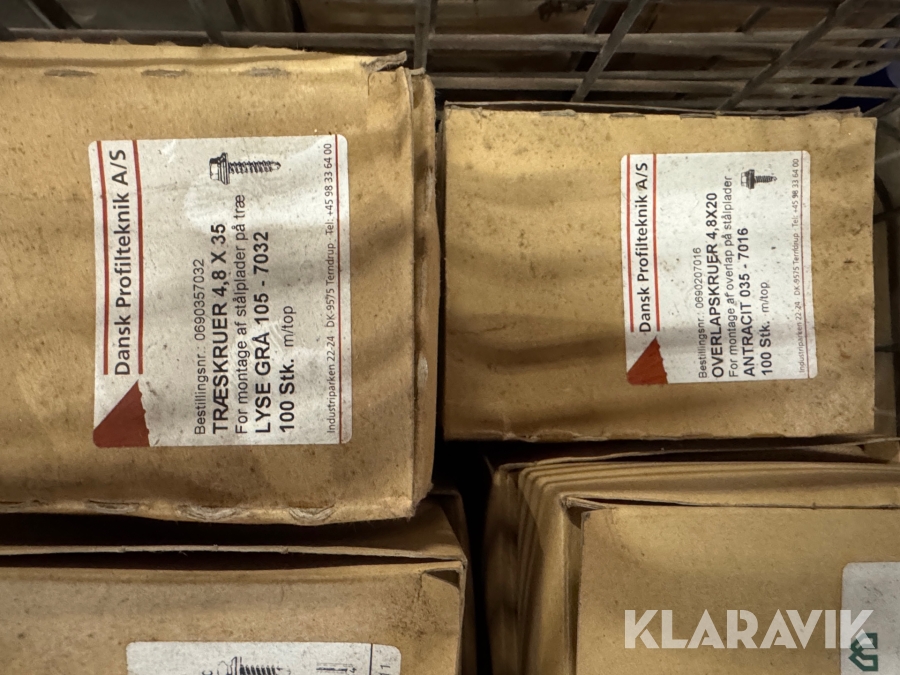 Dansk Profilteknik A/S
Bestillingsnr.: 0690357032
TRÆSKRUER 4,8 X 35
For montage af stålplader på træ
LYSE GRÅ 105 - 7032
100 Stk. m/top
Industriparken 22-24 · DK-9575 Terndrup · Tel: +45 98 33 64 00
Dansk Profilteknik A/S
Bestillingsnr.: 0690207016
OVERLAPSKRUER 4,8X20
For montage af overlap på stålplader
ANTRACIT 035 - 7016
100 Stk. m/top
Industriparken 22-24 · DK-9575 Terndrup · Tel: +45 98 33 64 00
KLARAVIK